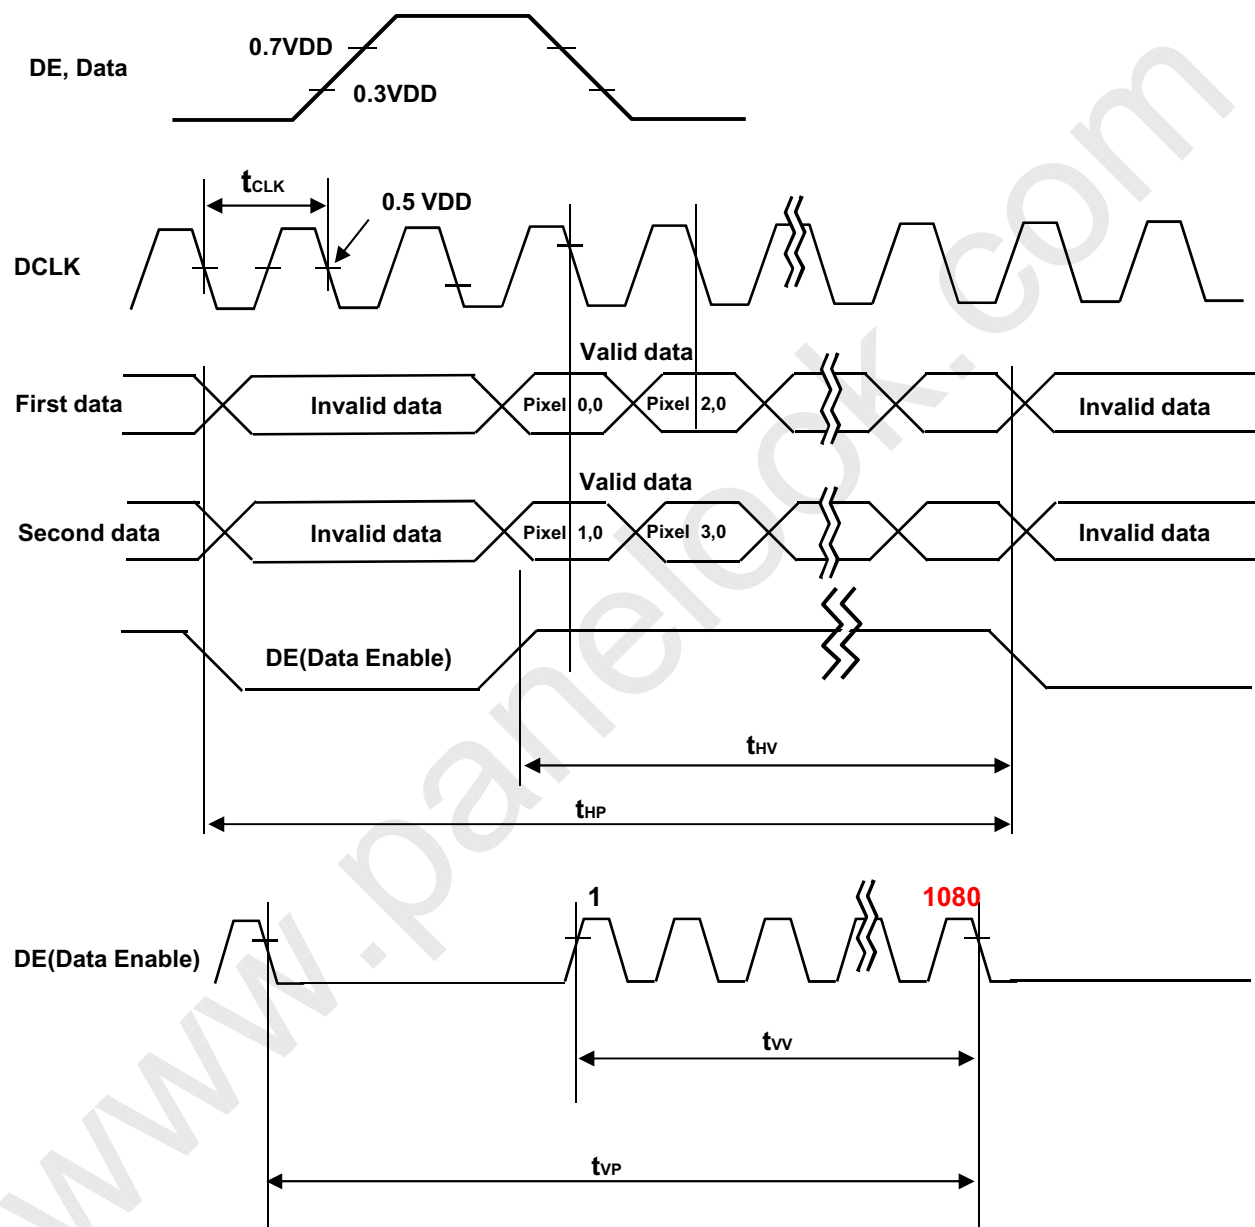 0.7VDD
DE, Data
0.3VDD
tCLK
0.5 VDD
DCLK
Valid data
First data
Invalid data
Pixel 0,0
Pixel 2,0
Invalid data
Valid data
Second data
Invalid data
Pixel 1,0
Pixel 3,0
Invalid data
DE(Data Enable)
tHV
tHP
1
1080
DE(Data Enable)
tVV
tVP
www.panelook.com